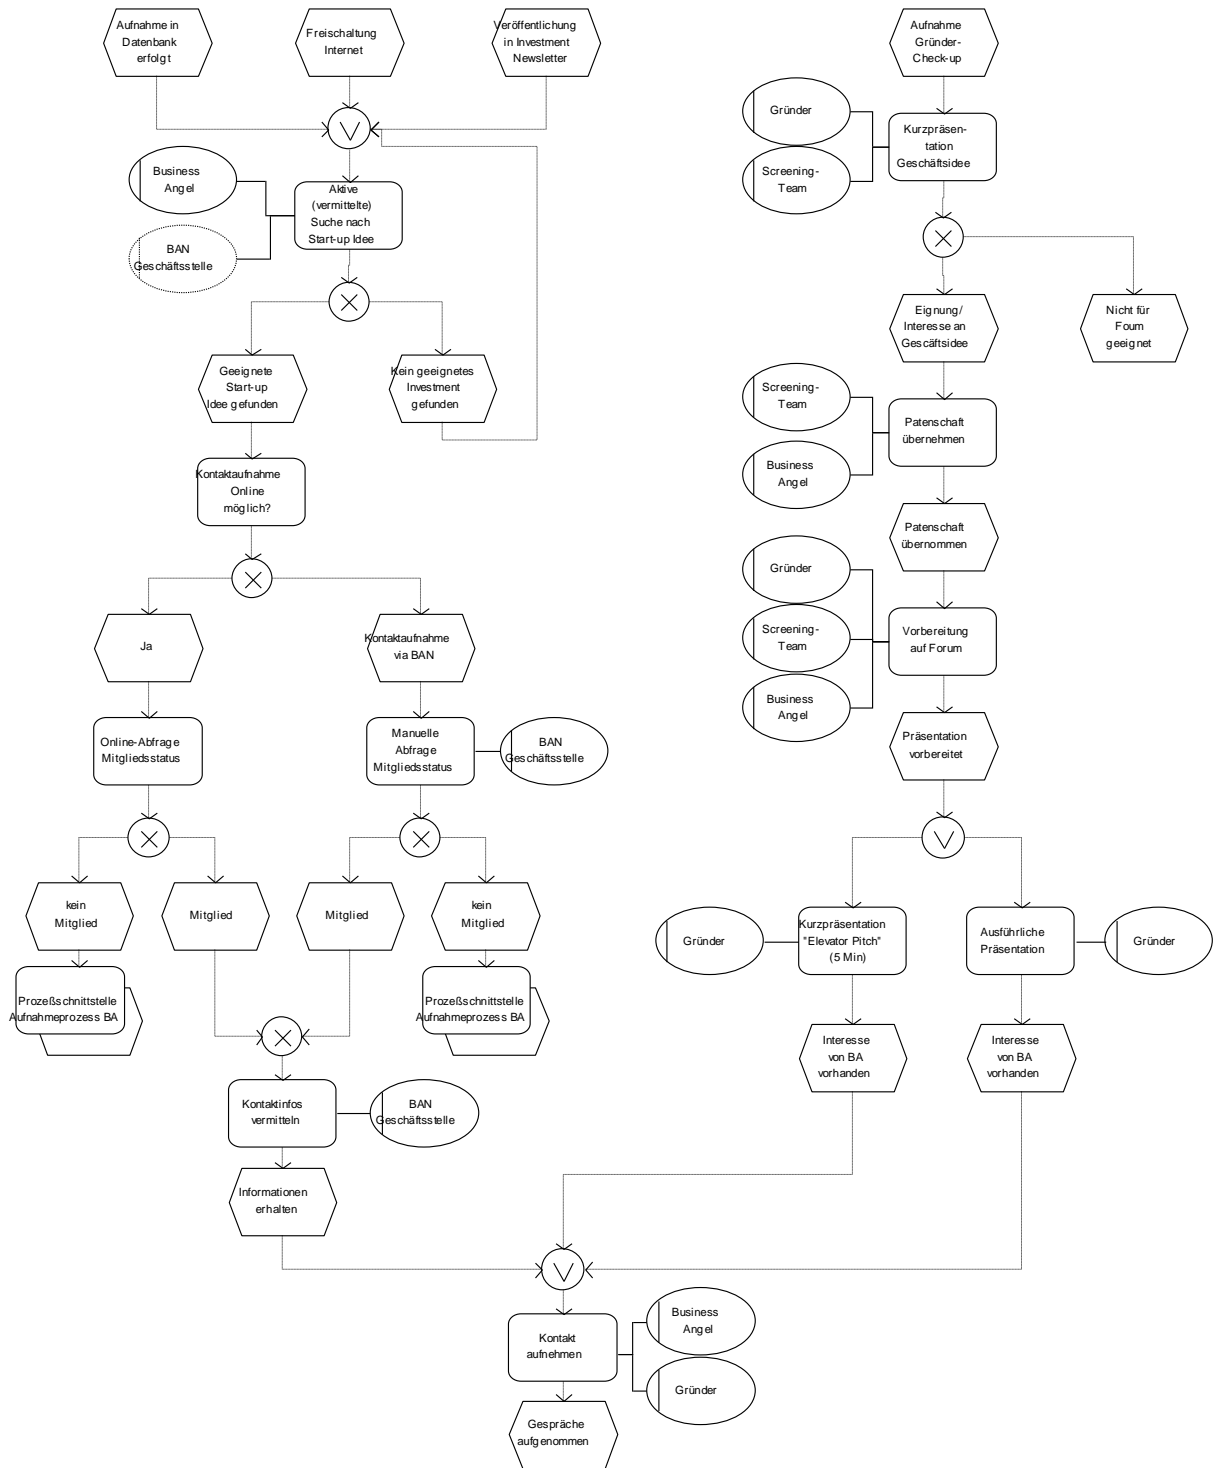 Aufnahme in
Datenbank
erfolgt
Freischaltung
Internet
Veröffentlichung
in Investment
Newsletter
Business
Angel
BAN
Geschäftsstelle
Aktive
(vermittelte)
Suche nach
Start-up Idee
Geeignete
Start-up
Idee gefunden
Kein geeignetes
Investment
gefunden
Kontaktaufnahme
Online
möglich?
Ja
Kontaktaufnahme
via BAN
Online-Abfrage
Mitgliedsstatus
Manuelle
Abfrage
Mitgliedsstatus
BAN
Geschäftsstelle
kein
Mitglied
Mitglied
Mitglied
kein
Mitglied
Prozeßschnittstelle
Aufnahmeprozess BA
Prozeßschnittstelle
Aufnahmeprozess BA
Kontaktinfos
vermitteln
BAN
Geschäftsstelle
Informationen
erhalten
Aufnahme
Gründer-
Check-up
Gründer
Screening-
Team
Kurzpräsen-
tation
Geschäftsidee
Eignung/
Interesse an
Gescäftsidee
Nicht für
Foum
geeignet
Screening-
Team
Business
Angel
Patenschaft
übernehmen
Patenschaft
übernommen
Gründer
Screening-
Team
Business
Angel
Vorbereitung
auf Forum
Präsentation
vorbereitet
Gründer
Kurzpräsentation
"Elevator Pitch"
(5 Min)
Ausführliche
Präsentation
Gründer
Interesse
von BA
vorhanden
Interesse
von BA
vorhanden
Kontakt
aufnehmen
Business
Angel
Gründer
Gespräche
aufgenommen